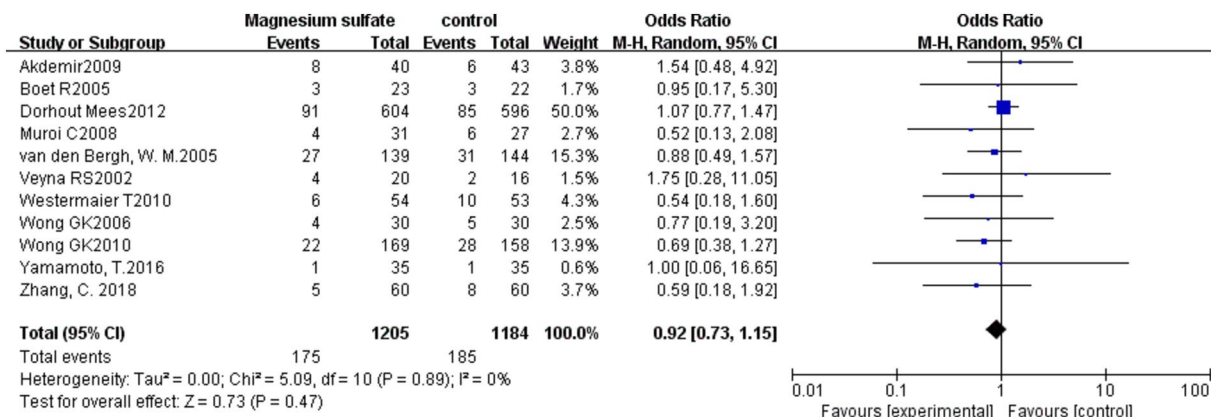 Magnesium sulfate control Odds Ratio Odds Ratio
Study or Subgroup Events Total Events Total Weight M-H, Random, 95% CI M-H, Random, 95% CI
Akdemir2009 8 40 6 43 3.8% 1.54 [0.48, 4.92]
Boet R2005 3 23 3 22 1.7% 0.95 [0.17, 5.30]
Dorhout Mees2012 91 604 85 596 50.0% 1.07 [0.77, 1.47]
Muroi C2008 4 31 6 27 2.7% 0.52 [0.13, 2.08]
van den Bergh, W. M.2005 27 139 31 144 15.3% 0.88 [0.49, 1.57]
Veyna RS2002 4 20 2 16 1.5% 1.75 [0.28, 11.05]
Westermaier T2010 6 54 10 53 4.3% 0.54 [0.18, 1.60]
Wong GK2006 4 30 5 30 2.5% 0.77 [0.19, 3.20]
Wong GK2010 22 169 28 158 13.9% 0.69 [0.38, 1.27]
Yamamoto, T.2016 1 35 1 35 0.6% 1.00 [0.06, 16.65]
Zhang, C. 2018 5 60 8 60 3.7% 0.59 [0.18, 1.92]
Total (95% CI) 1205 1184 100.0% 0.92 [0.73, 1.15]
Total events 175 185
Heterogeneity: Tau² = 0.00; Chi² = 5.09, df = 10 (P = 0.89); I² = 0%
Test for overall effect: Z = 0.73 (P = 0.47)
0.01 0.1 1 10 100
Favours [experimental] Favours [control]